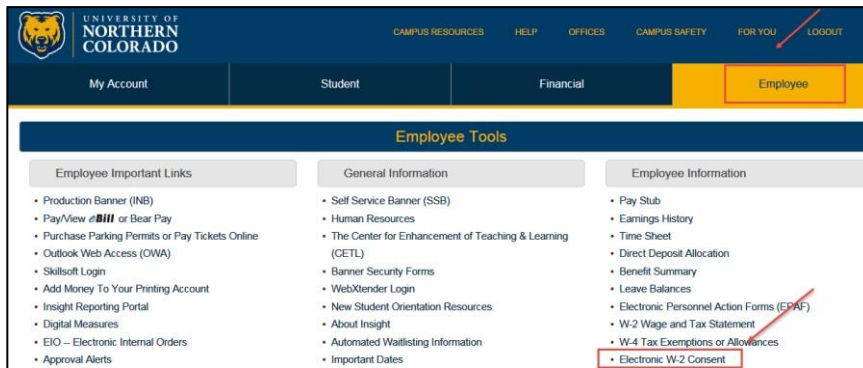 UNIVERSITY OF
NORTHERN
COLORADO
CAMPUS RESOURCES HELP OFFICES CAMPUS SAFETY FOR YOU LOGOUT
My Account Student Financial Employee
Employee Tools
Employee Important Links
• Production Banner (INB)
• Pay/View eBill or Bear Pay
• Purchase Parking Permits or Pay Tickets Online
• Outlook Web Access (OWA)
• Skillsoft Login
• Add Money To Your Printing Account
• Insight Reporting Portal
• Digital Measures
• EIO -- Electronic Internal Orders
• Approval Alerts
General Information
• Self Service Banner (SSB)
• Human Resources
• The Center for Enhancement of Teaching & Learning
(CETL)
• Banner Security Forms
• WebXtender Login
• New Student Orientation Resources
• About Insight
• Automated Waitlisting Information
• Important Dates
Employee Information
• Pay Stub
• Earnings History
• Time Sheet
• Direct Deposit Allocation
• Benefit Summary
• Leave Balances
• Electronic Personnel Action Forms (EPAF)
• W-2 Wage and Tax Statement
• W-4 Tax Exemptions or Allowances
• Electronic W-2 Consent